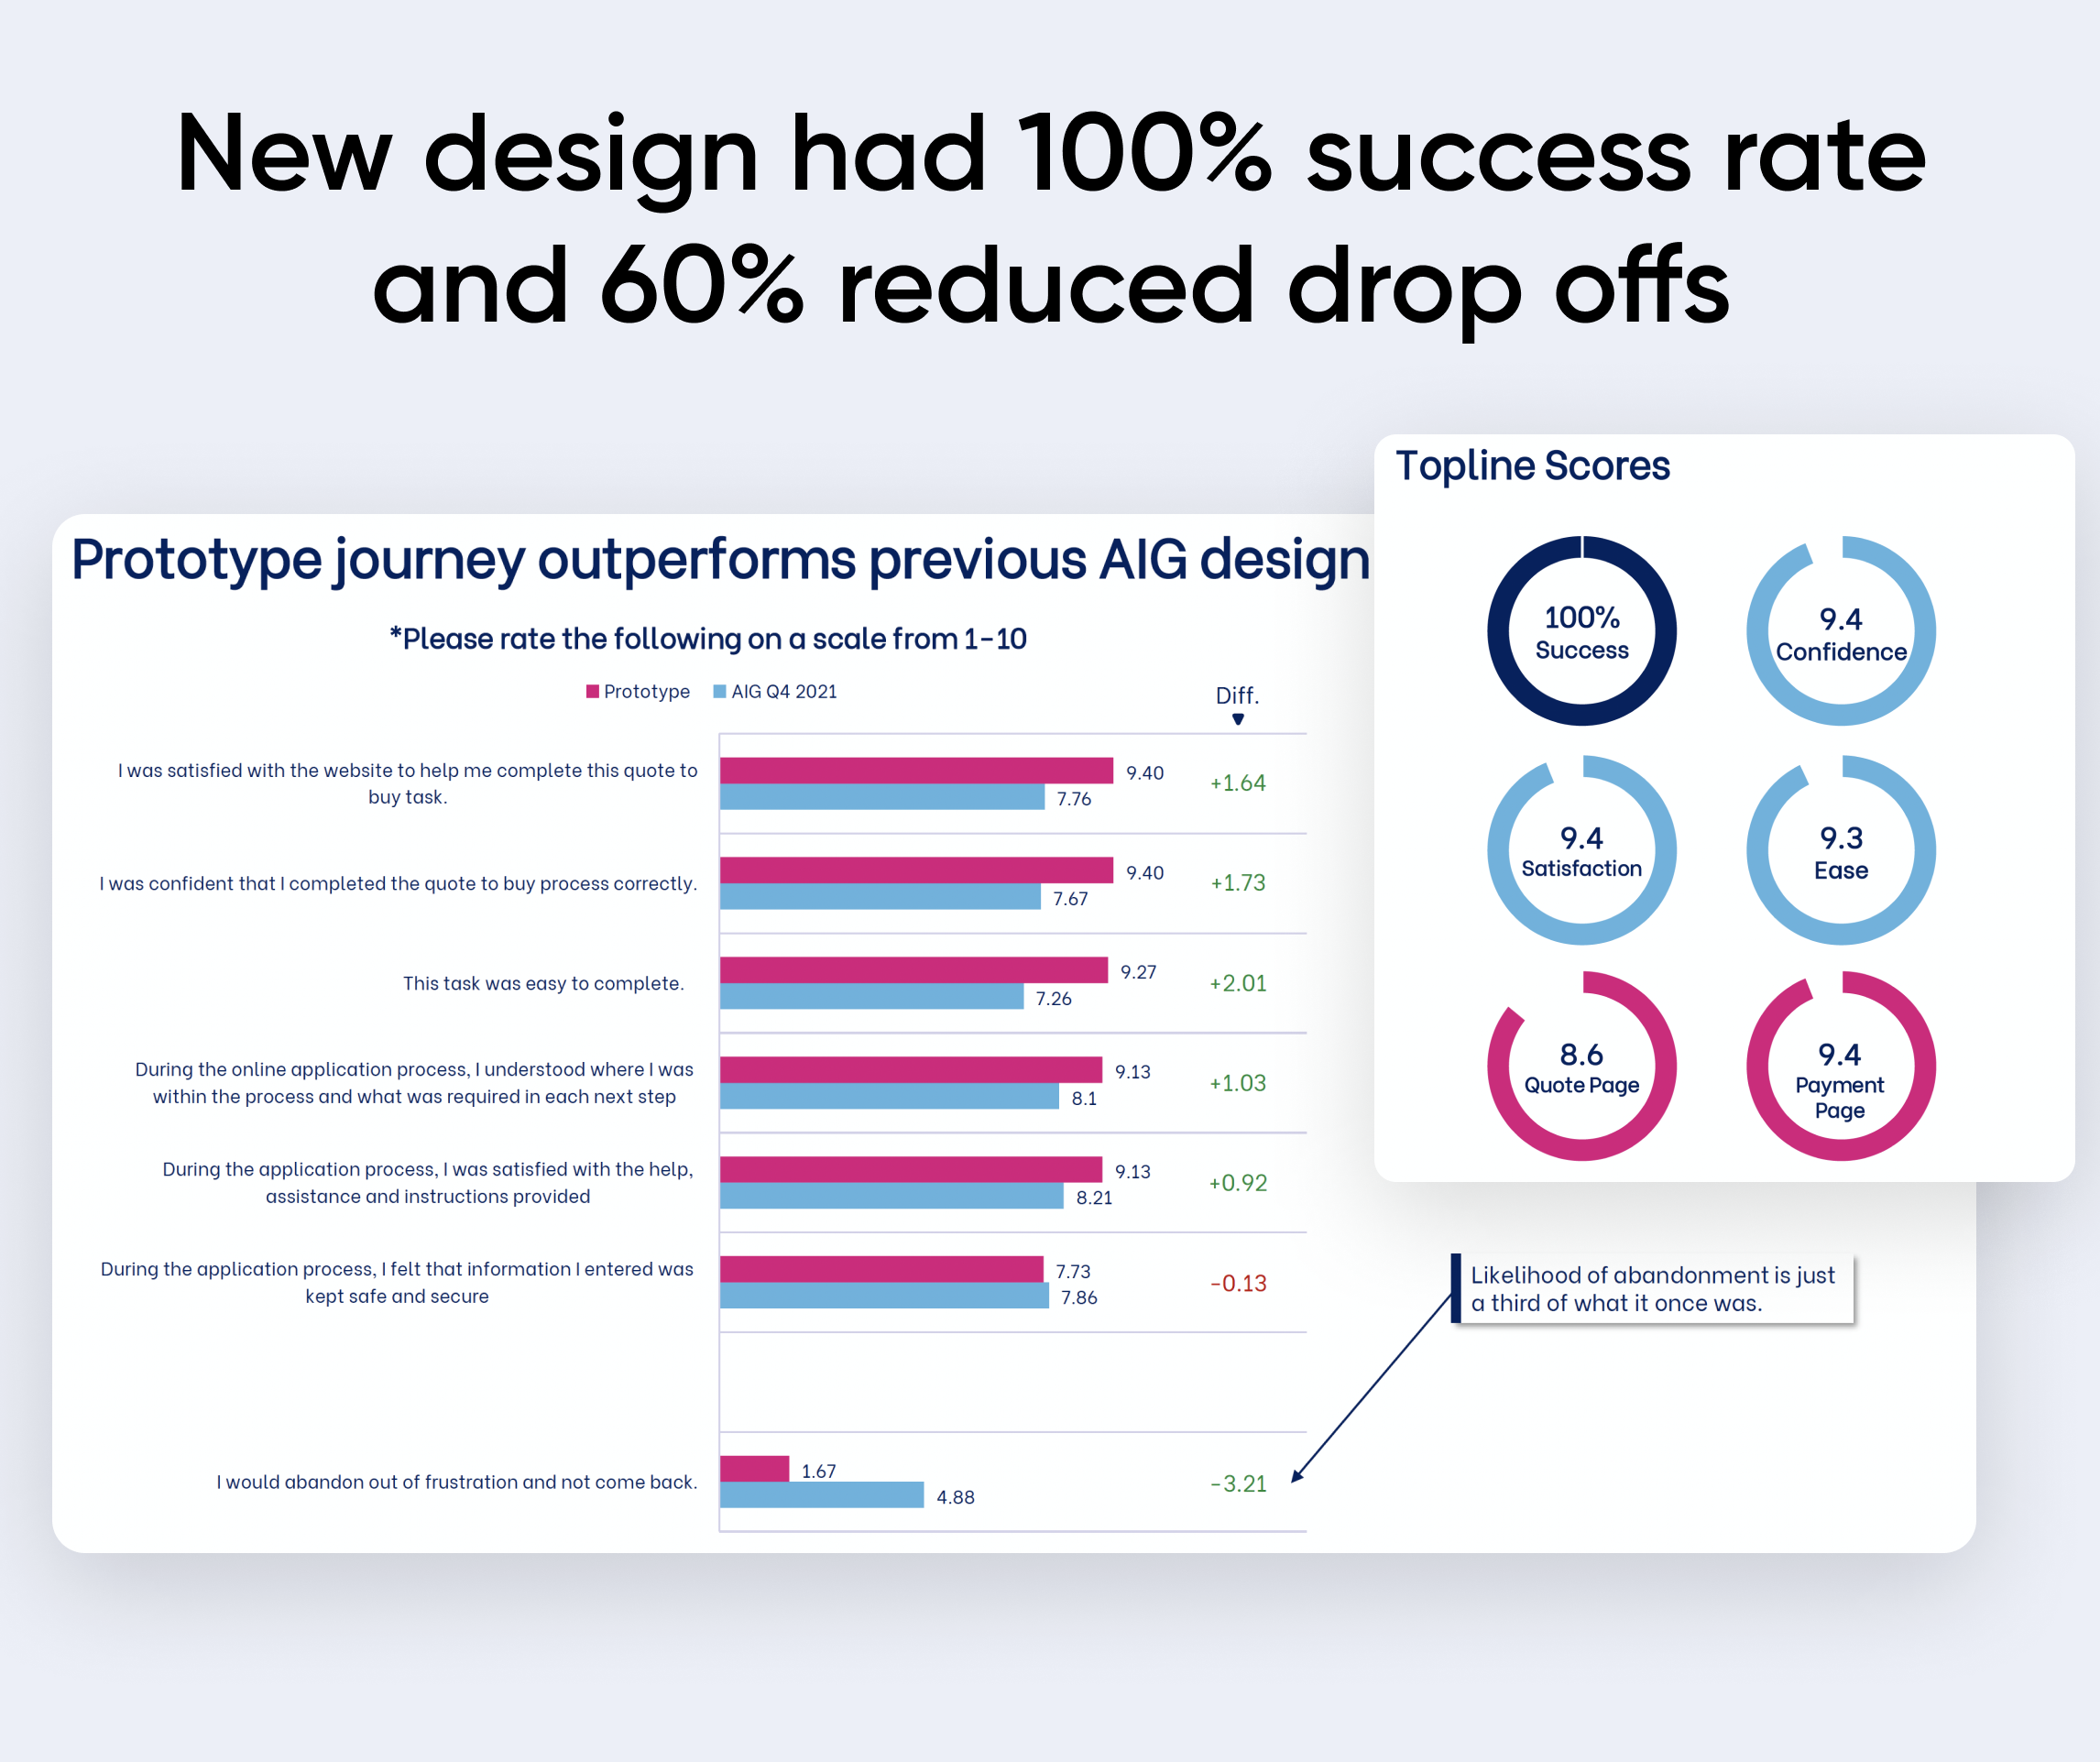 New design had 100% success rate
and 60% reduced drop offs
Prototype journey outperforms previous AIG design
*Please rate the following on a scale from 1-10
Prototype
AIG Q4 2021
Diff.
I was satisfied with the website to help me complete this quote to
buy task.
9.40
7.76
+1.64
I was confident that I completed the quote to buy process correctly.
9.40
7.67
+1.73
This task was easy to complete.
9.27
7.26
+2.01
During the online application process, I understood where I was
within the process and what was required in each next step
9.13
8.1
+1.03
During the application process, I was satisfied with the help,
assistance and instructions provided
9.13
8.21
+0.92
During the application process, I felt that information I entered was
kept safe and secure
7.73
7.86
-0.13
I would abandon out of frustration and not come back.
1.67
4.88
-3.21
Likelihood of abandonment is just
a third of what it once was.
Topline Scores
100%
Success
9.4
Confidence
9.4
Satisfaction
9.3
Ease
8.6
Quote Page
9.4
Payment
Page